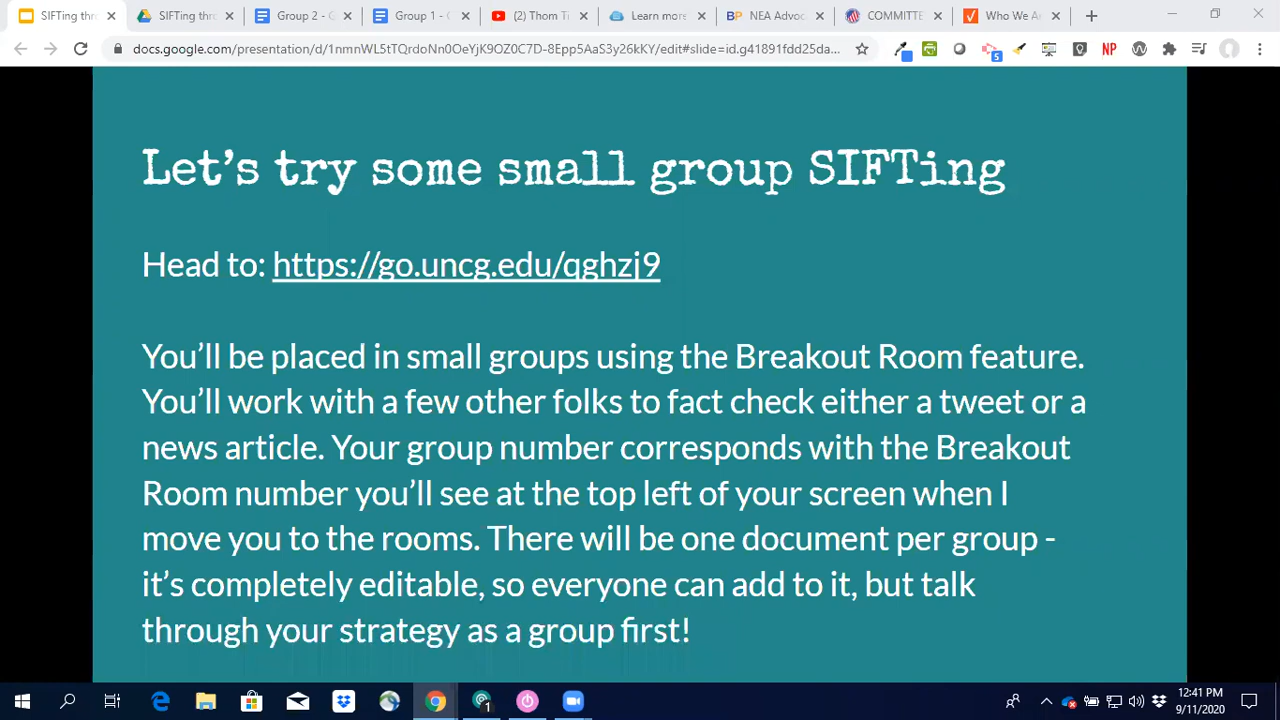 SIFTing thr
SIFTing thr
Group 2 - G
Group 1 - G
(2) Thom Ti
Learn more
NEA Advoc
COMMITTE
Who We Ar
docs.google.com/presentation/d/1nmnWL5tTQrdoNn0OeYjK9OZ0C7D-8Epp5AaS3y26kKY/edit#slide=id.g41891fdd25da...
5
NP
Let's try some small group SIFTing
Head to: https://go.uncg.edu/qghzj9
You'll be placed in small groups using the Breakout Room feature.
You'll work with a few other folks to fact check either a tweet or a
news article. Your group number corresponds with the Breakout
Room number you'll see at the top left of your screen when I
move you to the rooms. There will be one document per group -
it's completely editable, so everyone can add to it, but talk
through your strategy as a group first!
1
12:41 PM
9/11/2020